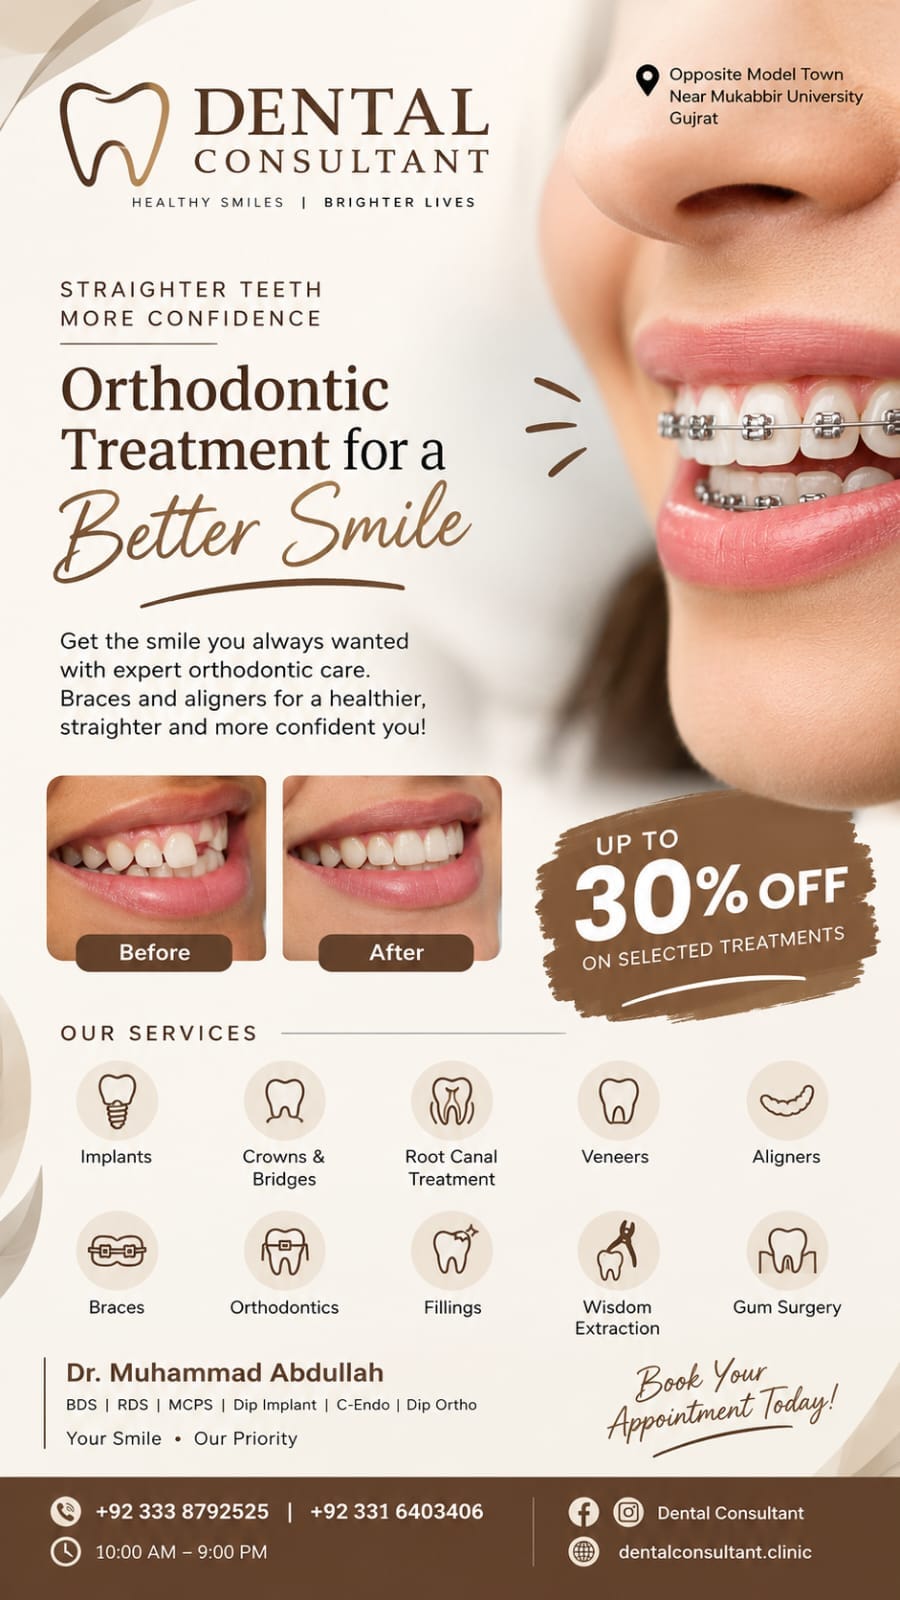 DENTAL
CONSULTANT
HEALTHY SMILES | BRIGHTER LIVES
Opposite Model Town
Near Mukabbir University
Gujrat
STRAIGHTER TEETH
MORE CONFIDENCE
Orthodontic
Treatment for a
Better Smile
Get the smile you always wanted
with expert orthodontic care.
Braces and aligners for a healthier,
straighter and more confident you!
Before
After
UP TO
30% OFF
ON SELECTED TREATMENTS
OUR SERVICES
Implants
Crowns &
Bridges
Root Canal
Treatment
Veneers
Aligners
Braces
Orthodontics
Fillings
Wisdom
Extraction
Gum Surgery
Dr. Muhammad Abdullah
BDS | RDS | MCPS | Dip Implant | C-Endo | Dip Ortho
Your Smile • Our Priority
Book Your
Appointment Today!
+92 333 8792525 | +92 331 6403406
10:00 AM – 9:00 PM
Dental Consultant
dentalconsultant.clinic